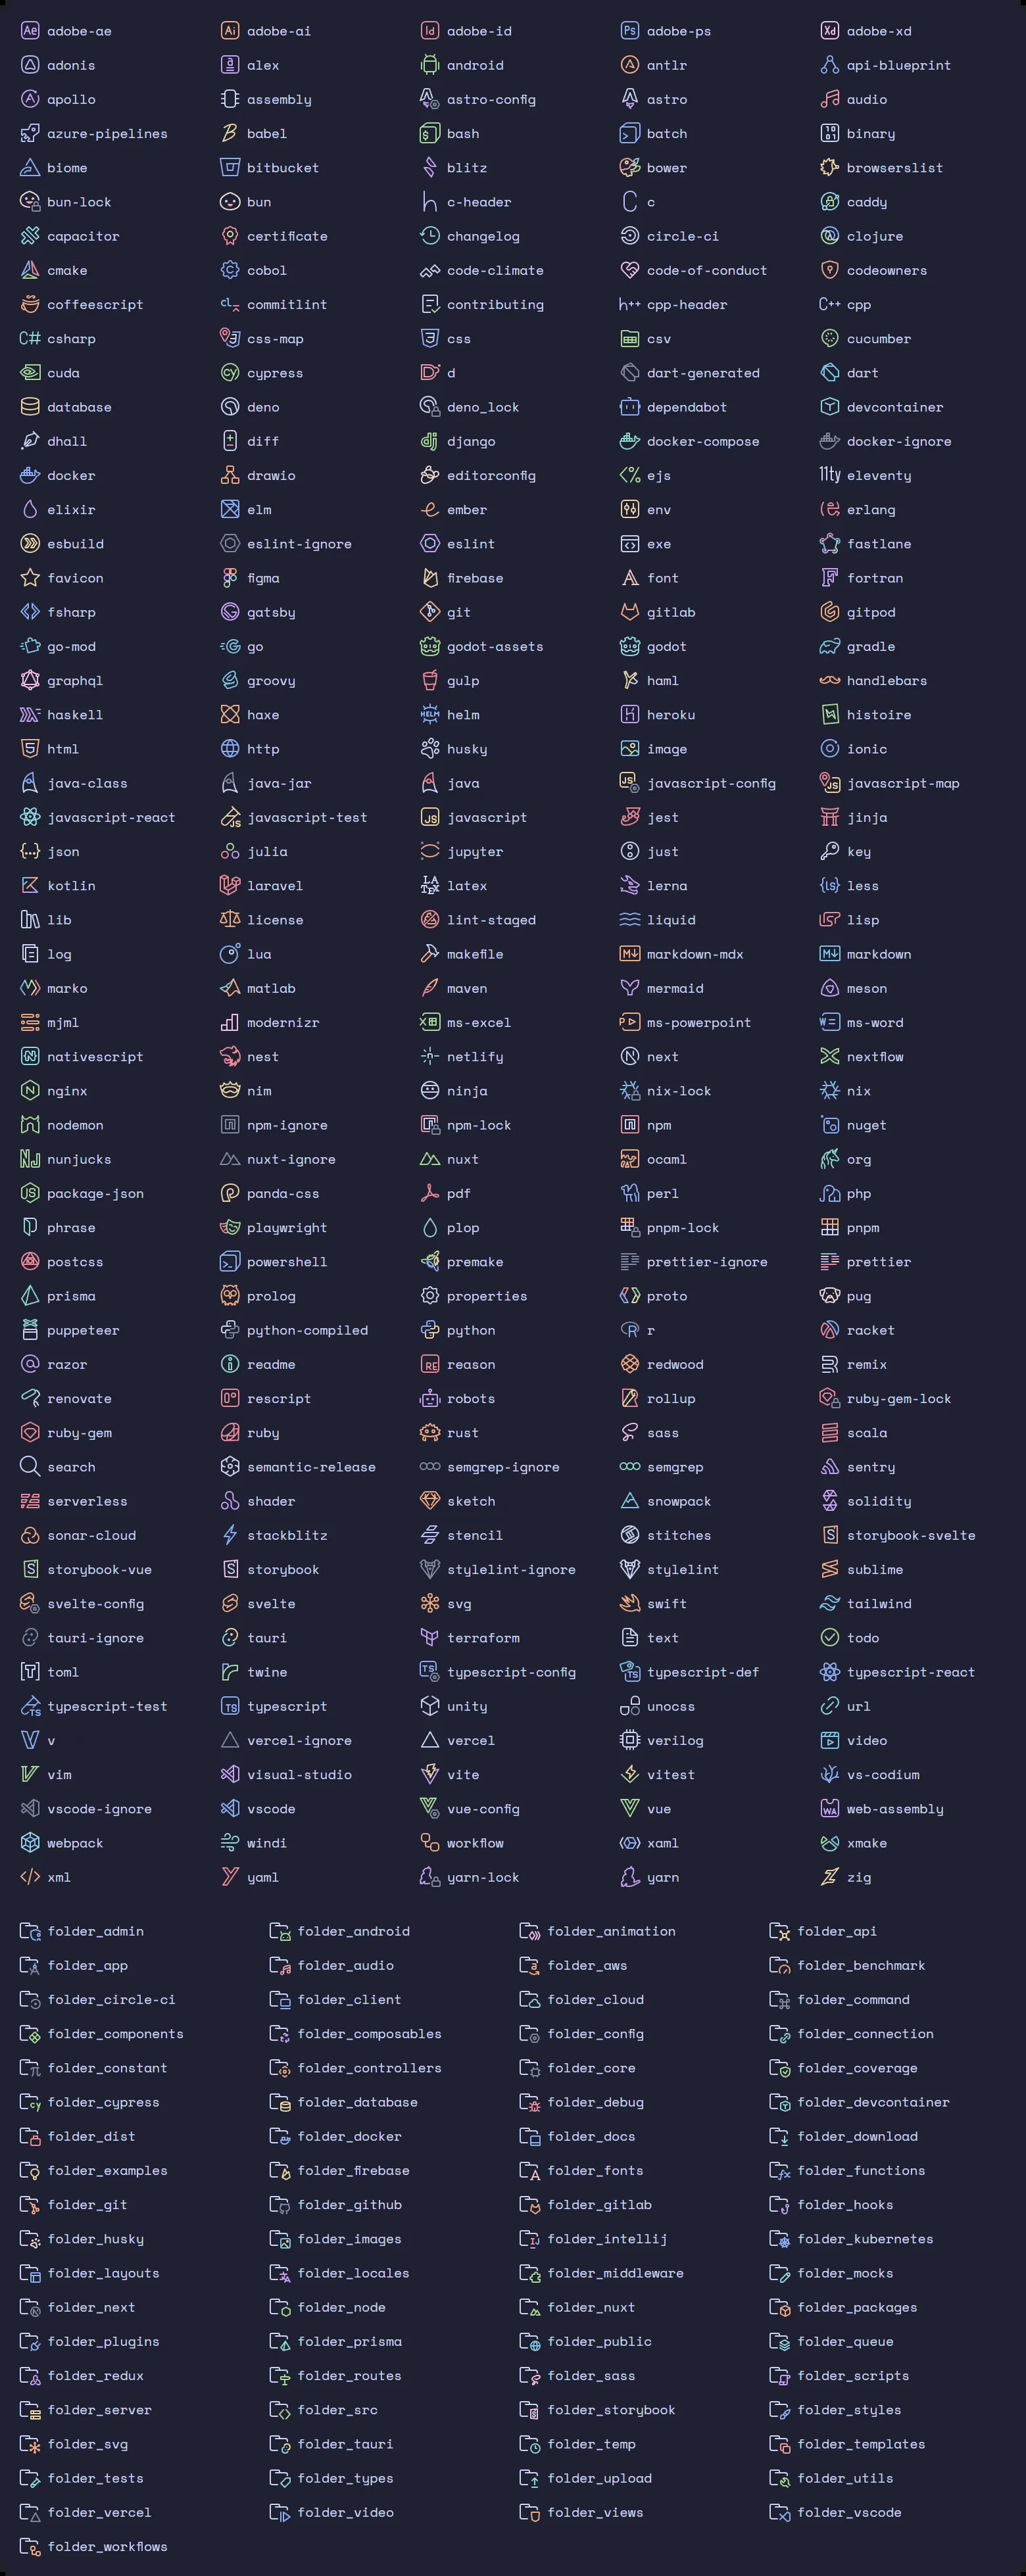 adobe-ae adobe-ai adobe-id adobe-ps adobe-xd
adonis alex android antlr api-blueprint
apollo assembly astro-config astro audio
azure-pipelines babel bash batch binary
biome bitbucket blitz bower browserslist
bun-lock bun c-header c caddy
capacitor certificate changelog circle-ci clojure
cmake cobol code-climate code-of-conduct codeowners
coffeescript commitlint contributing cpp-header cpp
csharp css-map css csv cucumber
cuda cypress d dart-generated dart
database deno deno_lock dependabot devcontainer
dhall diff django docker-compose docker-ignore
docker drawio editorconfig ejs eleventy
elixir elm ember env erlang
esbuild eslint-ignore eslint exe fastlane
favicon figma firebase font fortran
fsharp gatsby git gitlab gitpod
go-mod go godot-assets godot gradle
graphql groovy gulp haml handlebars
haskell haxe helm heroku histoire
html http husky image ionic
java-class java-jar java javascript-config javascript-map
javascript-react javascript-test javascript jest jinja
json julia jupyter just key
kotlin laravel latex lerna less
lib license lint-staged liquid lisp
log lua makefile markdown-mdx markdown
marko matlab maven mermaid meson
mjml modernizr ms-excel ms-powerpoint ms-word
nativescript nest netlify next nextflow
nginx nim ninja nix-lock nix
nodemon npm-ignore npm-lock npm nuget
nunjucks nuxt-ignore nuxt ocaml org
package-json panda-css pdf perl php
phrase playwright plop pnpm-lock pnpm
postcss powershell premake prettier-ignore prettier
prisma prolog properties proto pug
puppeteer python-compiled python r racket
razor readme reason redwood remix
renovate rescript robots rollup ruby-gem-lock
ruby-gem ruby rust sass scala
search semantic-release semgrep-ignore semgrep sentry
serverless shader sketch snowpack solidity
sonar-cloud stackblitz stencil stitches storybook-svelte
storybook-vue storybook stylelint-ignore stylelint sublime
svelte-config svelte svg swift tailwind
tauri-ignore tauri terraform text todo
toml twine typescript-config typescript-def typescript-react
typescript-test typescript unity unocss url
v vercel-ignore vercel verilog video
vim visual-studio vite vitest vs-codium
vscode-ignore vscode vue-config vue web-assembly
webpack windi workflow xaml xmake
xml yaml yarn-lock yarn zig
folder_admin folder_android folder_animation folder_api
folder_app folder_audio folder_aws folder_benchmark
folder_circle-ci folder_client folder_cloud folder_command
folder_components folder_composables folder_config folder_connection
folder_constant folder_controllers folder_core folder_coverage
folder_cypress folder_database folder_debug folder_devcontainer
folder_dist folder_docker folder_docs folder_download
folder_examples folder_firebase folder_fonts folder_functions
folder_git folder_github folder_gitlab folder_hooks
folder_husky folder_images folder_intellij folder_kubernetes
folder_layouts folder_locales folder_middleware folder_mocks
folder_next folder_node folder_nuxt folder_packages
folder_plugins folder_prisma folder_public folder_queue
folder_redux folder_routes folder_sass folder_scripts
folder_server folder_src folder_storybook folder_styles
folder_svg folder_tauri folder_temp folder_templates
folder_tests folder_types folder_upload folder_utils
folder_vercel folder_video folder_views folder_vscode
folder_workflows